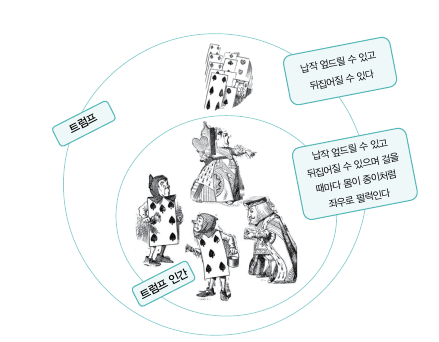 납작 엎드릴 수 있고
뒤집어질 수 있다
트럼프
납작 엎드릴 수 있고
뒤집어질 수 있으며 걸을
때마다 몸이 종이처럼
좌우로 펄럭인다
트럼프 인간